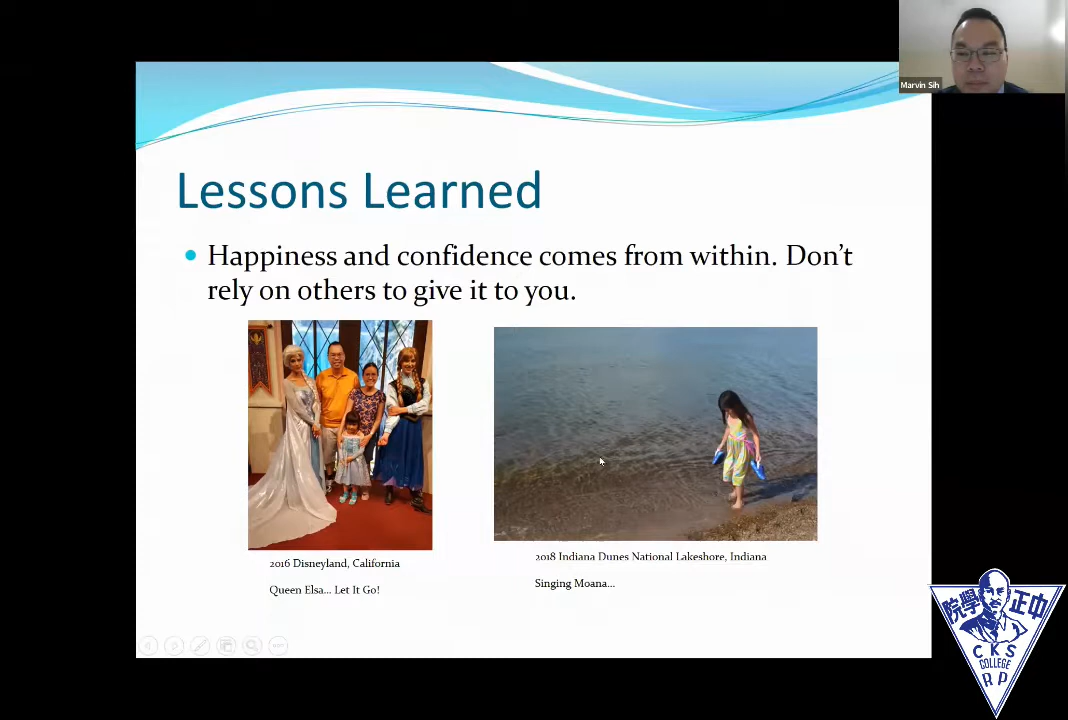 Marvin Sih
Lessons Learned
Happiness and confidence comes from within. Don't
rely on others to give it to you.
2016 Disneyland, California
Queen Elsa... Let It Go!
2018 Indiana Dunes National Lakeshore, Indiana
Singing Moana...
院學 正中
CKS
COLLEGE
RP